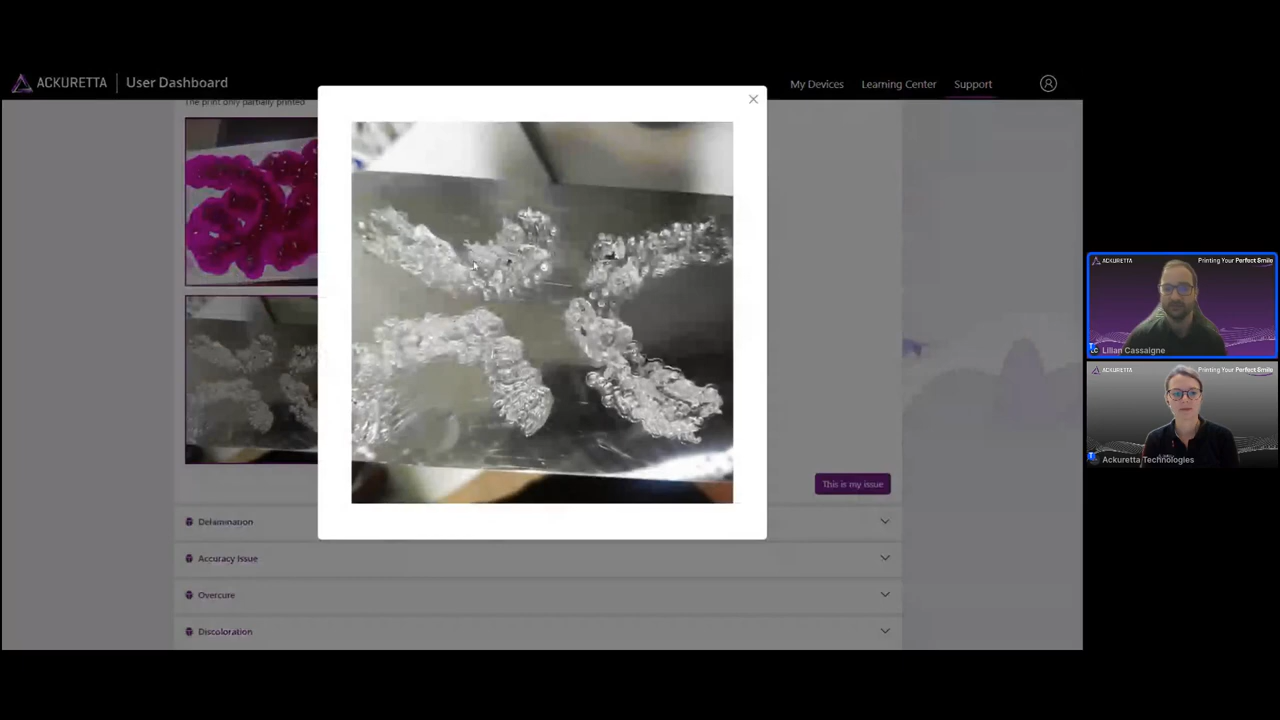 ACKURETTA
User Dashboard
My Devices
Learning Center
Support
The print only partially printed
This is my issue
Delamination
Accuracy Issue
Overcure
Discoloration
ACKURETTA
Printing Your Perfect Smile
Lilian Cassaigne
ACKURETTA
Printing Your Perfect Smile
Ackuretta Technologies